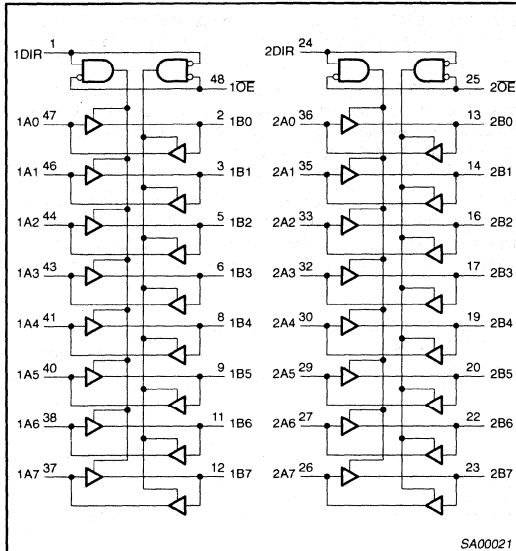 1DIR 1 2DIR 24
48 1O̅E̅ 25 2O̅E̅
1A0 47 2 1B0 2A0 36 13 2B0
1A1 46 3 1B1 2A1 35 14 2B1
1A2 44 5 1B2 2A2 33 16 2B2
1A3 43 6 1B3 2A3 32 17 2B3
1A4 41 8 1B4 2A4 30 19 2B4
1A5 40 9 1B5 2A5 29 20 2B5
1A6 38 11 1B6 2A6 27 22 2B6
1A7 37 12 1B7 2A7 26 23 2B7
SA00021